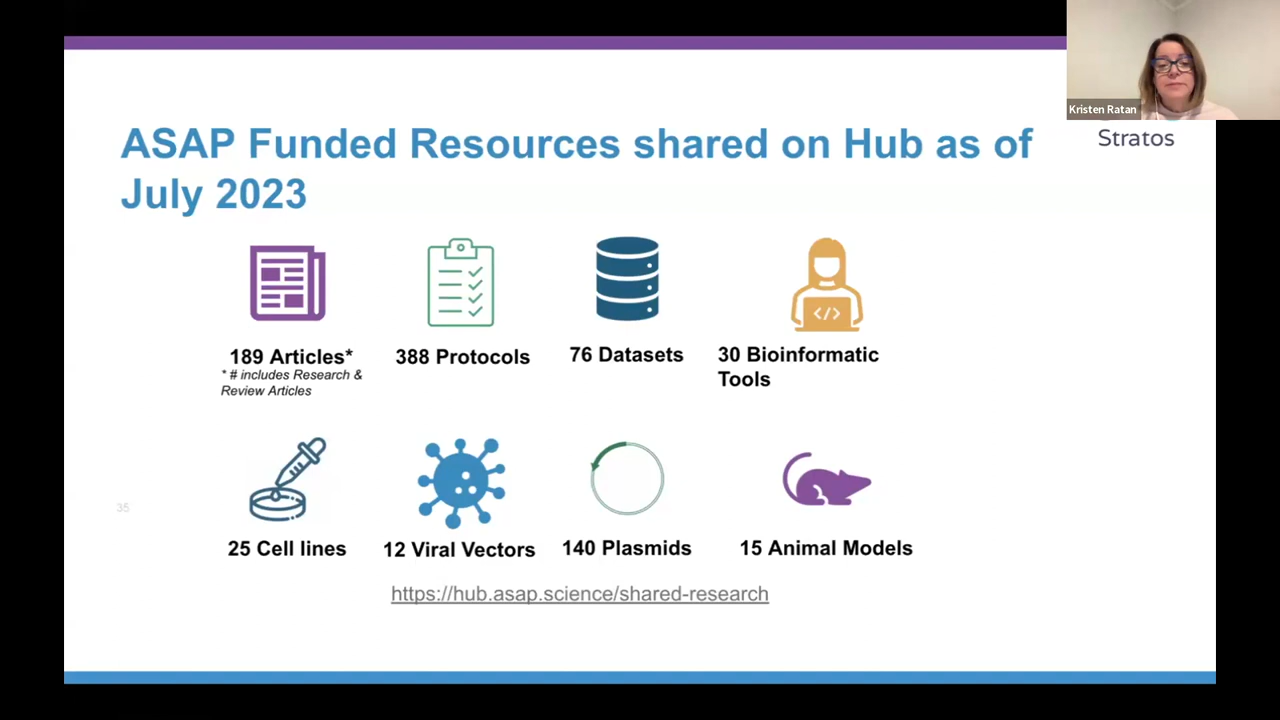 Kristen Ratan
Stratos
ASAP Funded Resources shared on Hub as of
July 2023
189 Articles*
* # includes Research &
Review Articles
388 Protocols
76 Datasets
</>
30 Bioinformatic
Tools
35
25 Cell lines
12 Viral Vectors
140 Plasmids
15 Animal Models
https://hub.asap.science/shared-research